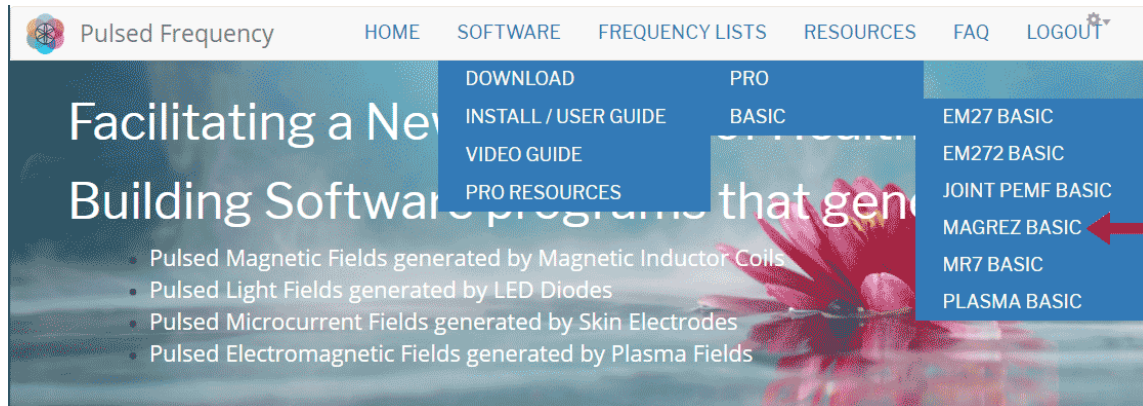 Pulsed Frequency HOME SOFTWARE FREQUENCY LISTS RESOURCES FAQ LOGOUT
DOWNLOAD PRO
INSTALL / USER GUIDE BASIC
VIDEO GUIDE
PRO RESOURCES
EM27 BASIC
EM272 BASIC
JOINT PEMF BASIC
MAGREZ BASIC
MR7 BASIC
PLASMA BASIC
Facilitating a
Building that
Pulsed Magnetic Fields generated by Magnetic Inductor Coils
Pulsed Light Fields generated by LED Diodes
Pulsed Microcurrent Fields generated by Skin Electrodes
Pulsed Electromagnetic Fields generated by Plasma Fields